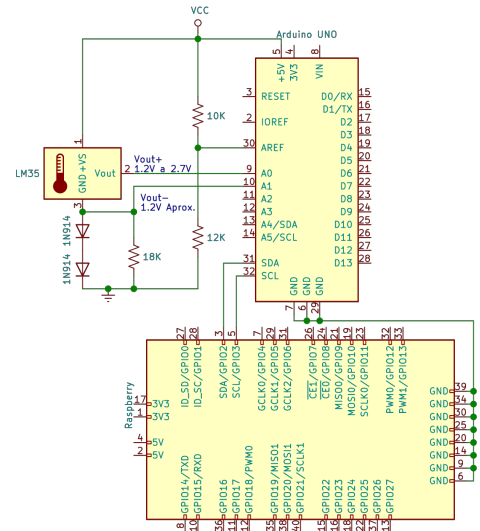 VCC
Arduino UNO
5
4
8
+5V
3V3
VIN
3 RESET
D0/RX 15
D1/TX 16
10K
2 IOREF
D2 17
D3 18
30 AREF
D4 19
D5 20
1
LM35
+VS
GND
Vout 2
Vout+
1.2V a 2.7V
9 A0
D6 21
10 A1
D7 22
Vout-
1.2V Aprox.
11 A2
D8 23
12 A3
D9 24
3
13 A4/SDA
D10 25
14 A5/SCL
D11 26
1N914
12K
D12 27
18K
31 SDA
D13 28
1N914
32 SCL
GND
GND
GND
7
6
29
27
28
3
5
7
29
31
26
24
21
19
23
32
33
ID_SD/GPIO0
ID_SC/GPIO1
SDA/GPIO2
SCL/GPIO3
GCLK0/GPIO4
GCLK1/GPIO5
GCLK2/GPIO6
CE1/GPIO7
CE0/GPIO8
MISO0/GPIO9
MOSI0/GPIO10
SCLK0/GPIO11
PWM0/GPIO12
PWM1/GPIO13
Raspberry
17 3V3
1 3V3
4 5V
2 5V
GND 39
GND 34
GND 30
GND 25
GND 20
GND 14
GND 9
GND 6
GPIO14/TXD
GPIO15/RXD
GPIO16
GPIO17
GPIO18/PWM0
GPIO19/MISO1
GPIO20/MOSI1
GPIO21/SCLK1
GPIO22
GPIO23
GPIO24
GPIO25
GPIO26
GPIO27
8
10
36
11
12
35
38
40
15
16
18
22
37
13